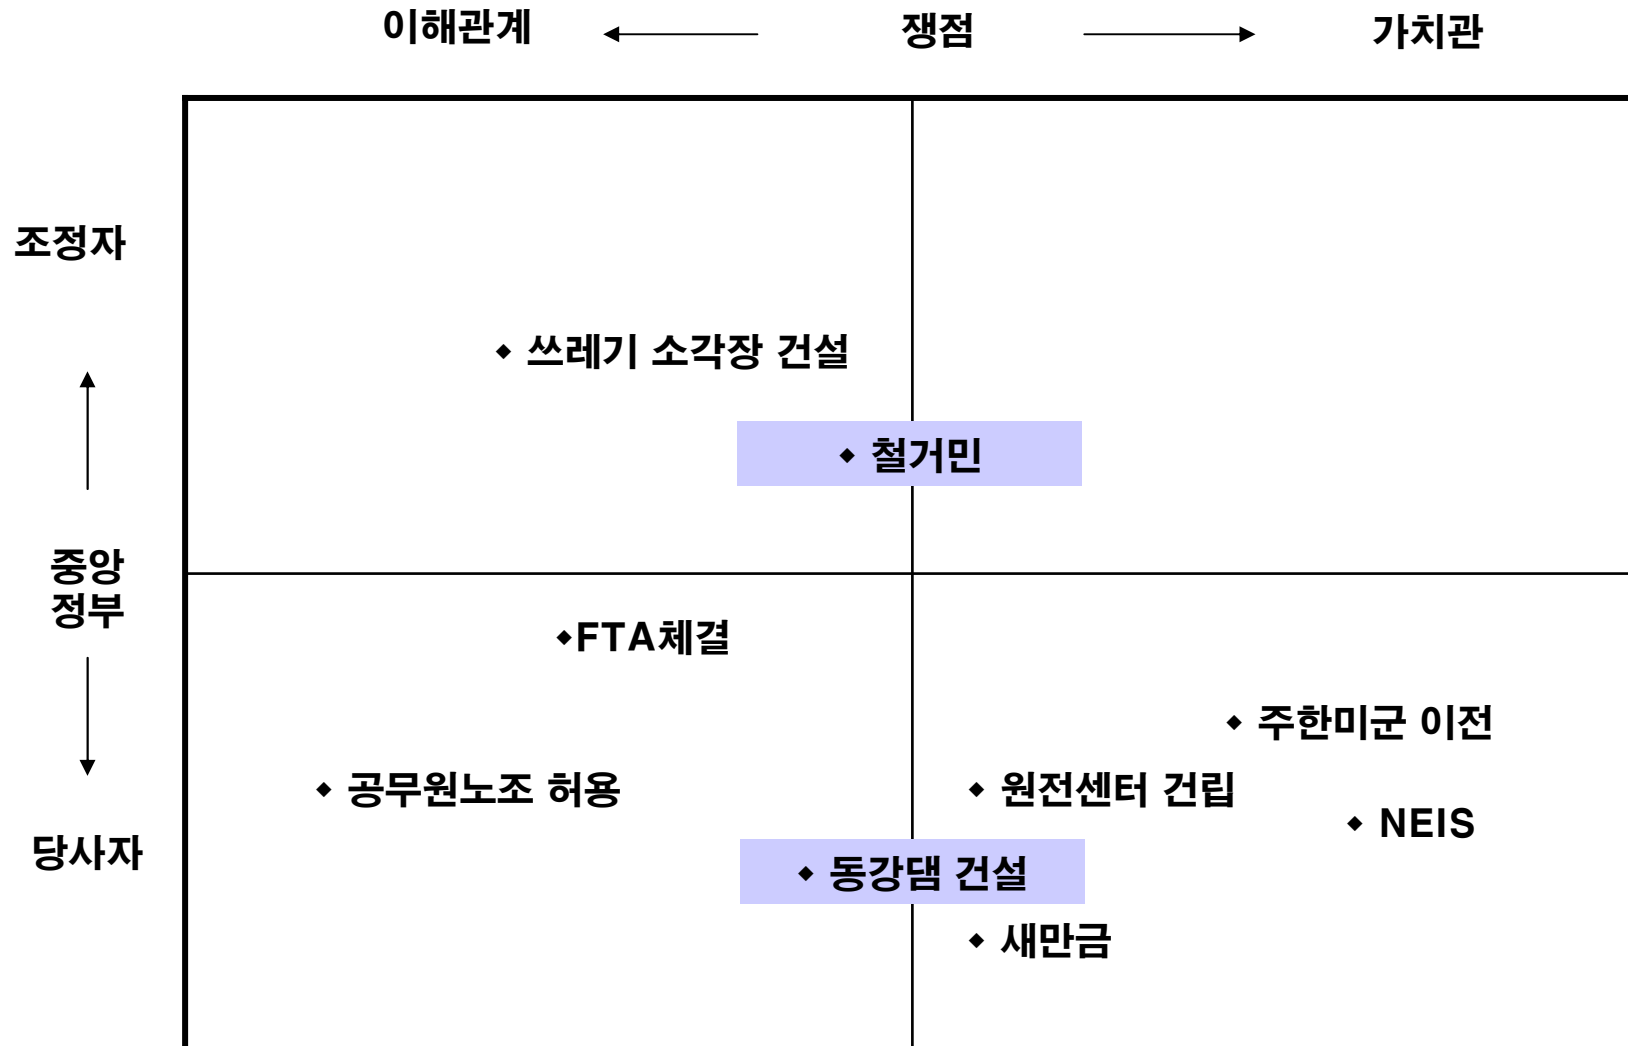 이해관계 쟁점 가치관
조정자
◆ 쓰레기 소각장 건설
◆ 철거민
중앙
정부
◆FTA체결
◆ 주한미군 이전
◆ 공무원노조 허용 ◆ 원전센터 건립
◆ NEIS
당사자
◆ 동강댐 건설
◆ 새만금